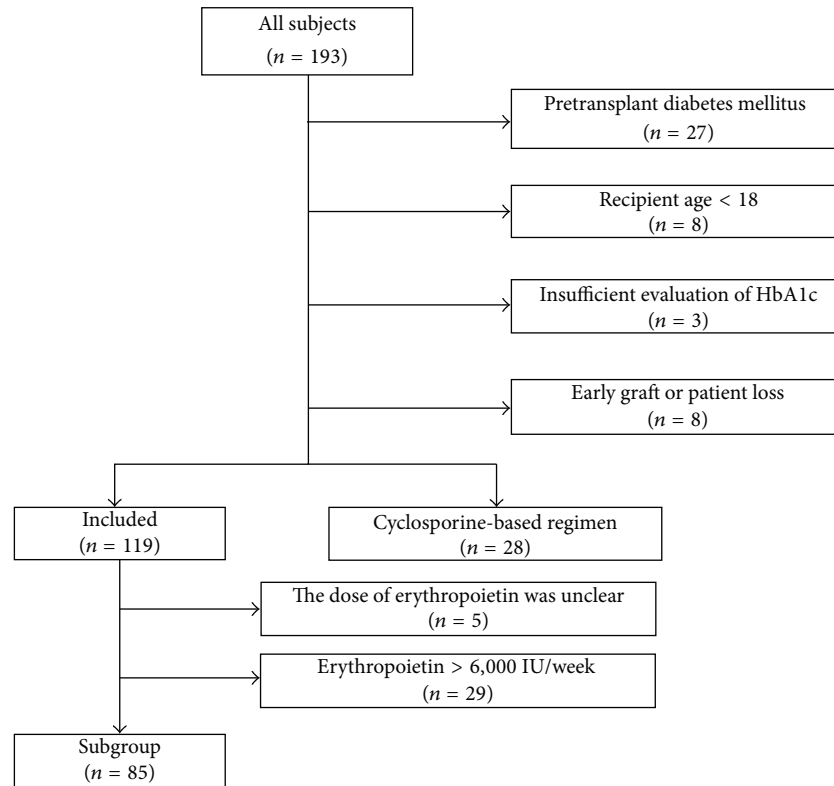 All subjects
(n = 193)
Pretransplant diabetes mellitus
(n = 27)
Recipient age < 18
(n = 8)
Insufficient evaluation of HbA1c
(n = 3)
Early graft or patient loss
(n = 8)
Included
(n = 119)
Cyclosporine-based regimen
(n = 28)
The dose of erythropoietin was unclear
(n = 5)
Erythropoietin > 6,000 IU/week
(n = 29)
Subgroup
(n = 85)